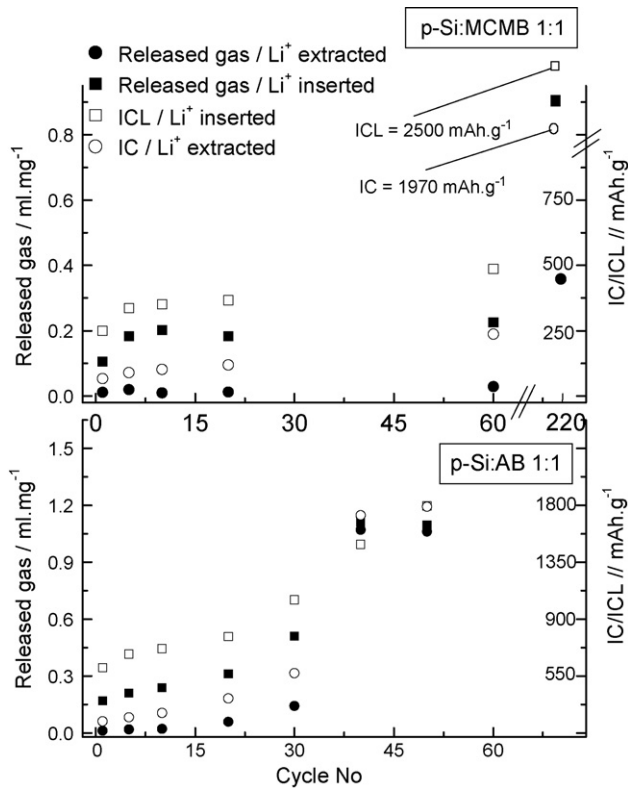 p-Si:MCMB 1:1
Released gas / Li⁺ extracted
Released gas / Li⁺ inserted
ICL / Li⁺ inserted
IC / Li⁺ extracted
ICL = 2500 mAh.g⁻¹
IC = 1970 mAh.g⁻¹
Released gas / ml.mg⁻¹
0.8
0.6
0.4
0.2
0.0
IC/ICL // mAh.g⁻¹
750
500
250
0 15 30 45 60 220
p-Si:AB 1:1
Released gas / ml.mg⁻¹
1.5
1.2
0.9
0.6
0.3
0.0
IC/ICL // mAh.g⁻¹
1800
1350
900
550
0 15 30 45 60
Cycle No